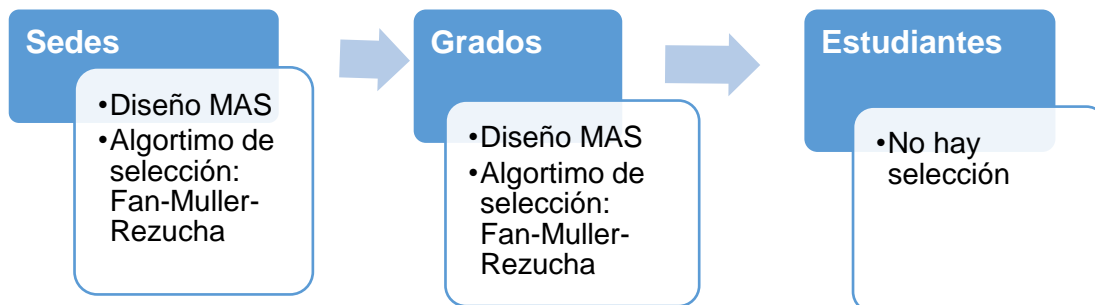 Sedes
•Diseño MAS
•Algortimo de
selección:
Fan-Muller-
Rezucha
Grados
•Diseño MAS
•Algortimo de
selección:
Fan-Muller-
Rezucha
Estudiantes
•No hay
selección